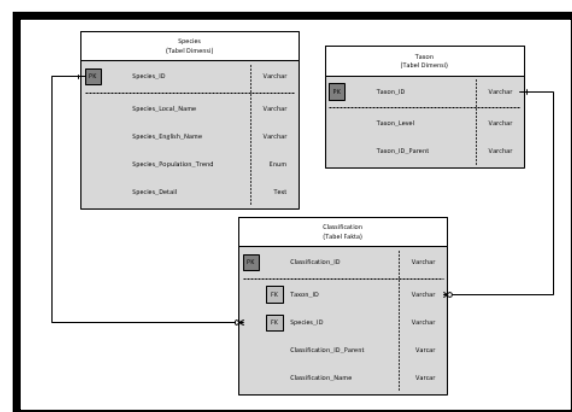 Species
(Tabel Dimensi)
PK Species_ID Varchar
Species_Local_Name Varchar
Species_English_Name Varchar
Species_Population_Trend Enum
Species_Detail Text
Taxon
(Tabel Dimensi)
PK Taxon_ID Varchar
Taxon_Level Varchar
Taxon_ID_Parent Varchar
Classification
(Tabel Fakta)
PK Classification_ID Varchar
FK Taxon_ID Varchar
FK Species_ID Varchar
Classification_ID_Parent Varcar
Classification_Name Varcar